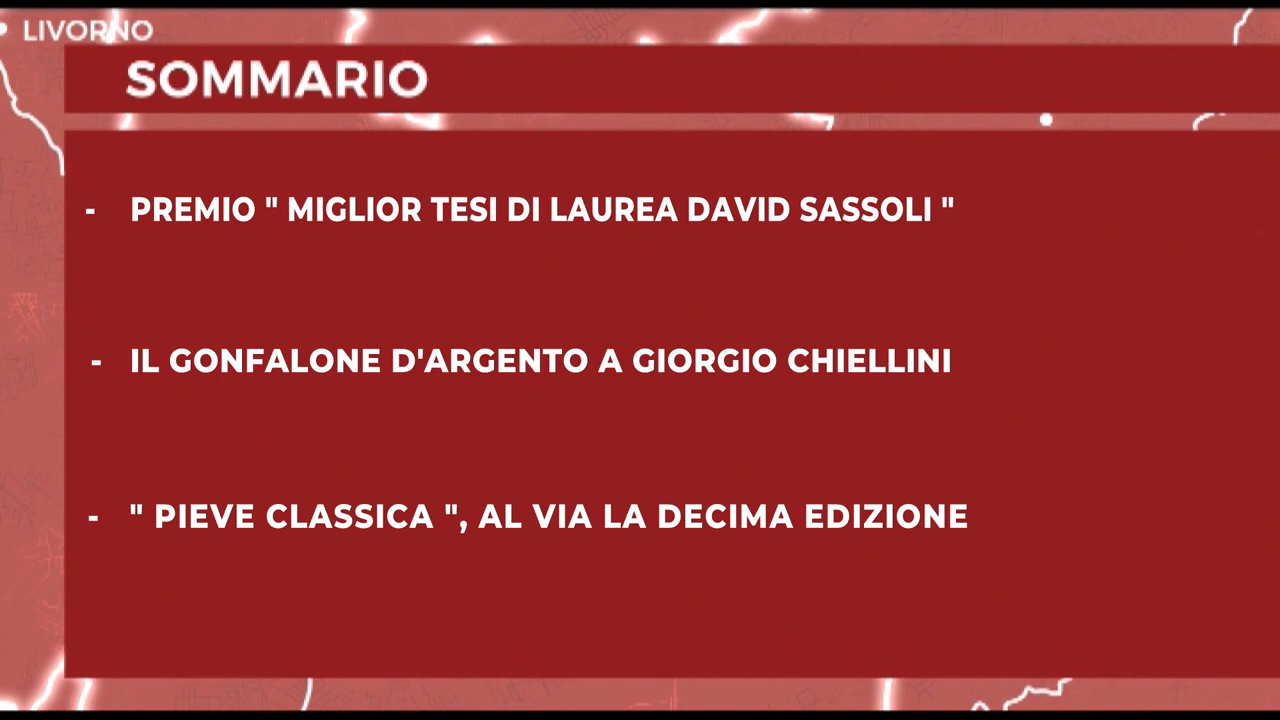 LIVORNO
SOMMARIO
- PREMIO " MIGLIOR TESI DI LAUREA DAVID SASSOLI "
- IL GONFALONE D'ARGENTO A GIORGIO CHIELLINI
- " PIEVE CLASSICA ", AL VIA LA DECIMA EDIZIONE